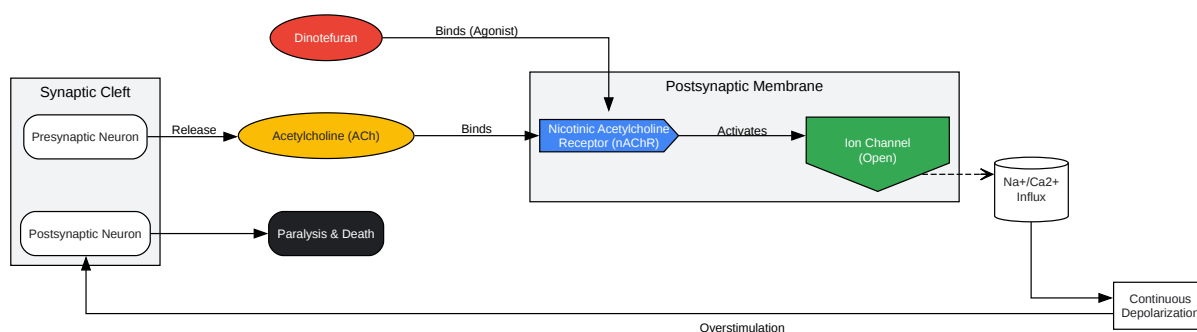 Dinotefuran
Binds (Agonist)
Synaptic Cleft
Postsynaptic Membrane
Presynaptic Neuron
Release
Acetylcholine (ACh)
Binds
Nicotinic Acetylcholine
Receptor (nAChR)
Activates
Ion Channel
(Open)
Na+/Ca2+
Influx
Postsynaptic Neuron
Paralysis & Death
Continuous
Depolarization
Overstimulation